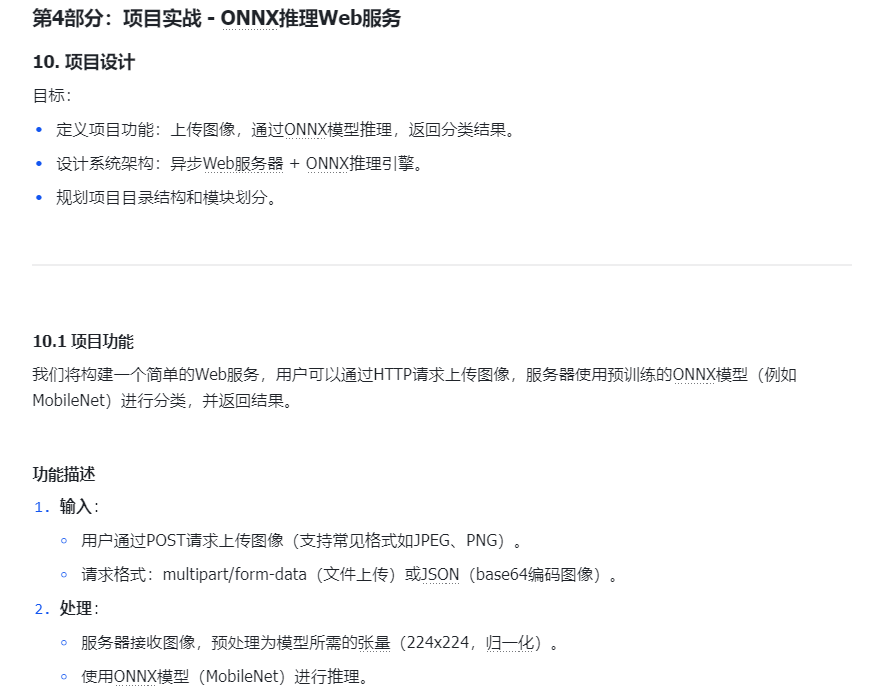 第4部分：项目实战 - ONNX推理Web服务
10. 项目设计
目标：
• 定义项目功能：上传图像，通过ONNX模型推理，返回分类结果。
• 设计系统架构：异步Web服务器 + ONNX推理引擎。
• 规划项目目录结构和模块划分。
10.1 项目功能
我们将构建一个简单的Web服务，用户可以通过HTTP请求上传图像，服务器使用预训练的ONNX模型（例如
MobileNet）进行分类，并返回结果。
功能描述
1. 输入：
◦ 用户通过POST请求上传图像（支持常见格式如JPEG、PNG）。
◦ 请求格式：multipart/form-data（文件上传）或JSON（base64编码图像）。
2. 处理：
◦ 服务器接收图像，预处理为模型所需的张量（224x224，归一化）。
◦ 使用ONNX模型（MobileNet）进行推理。